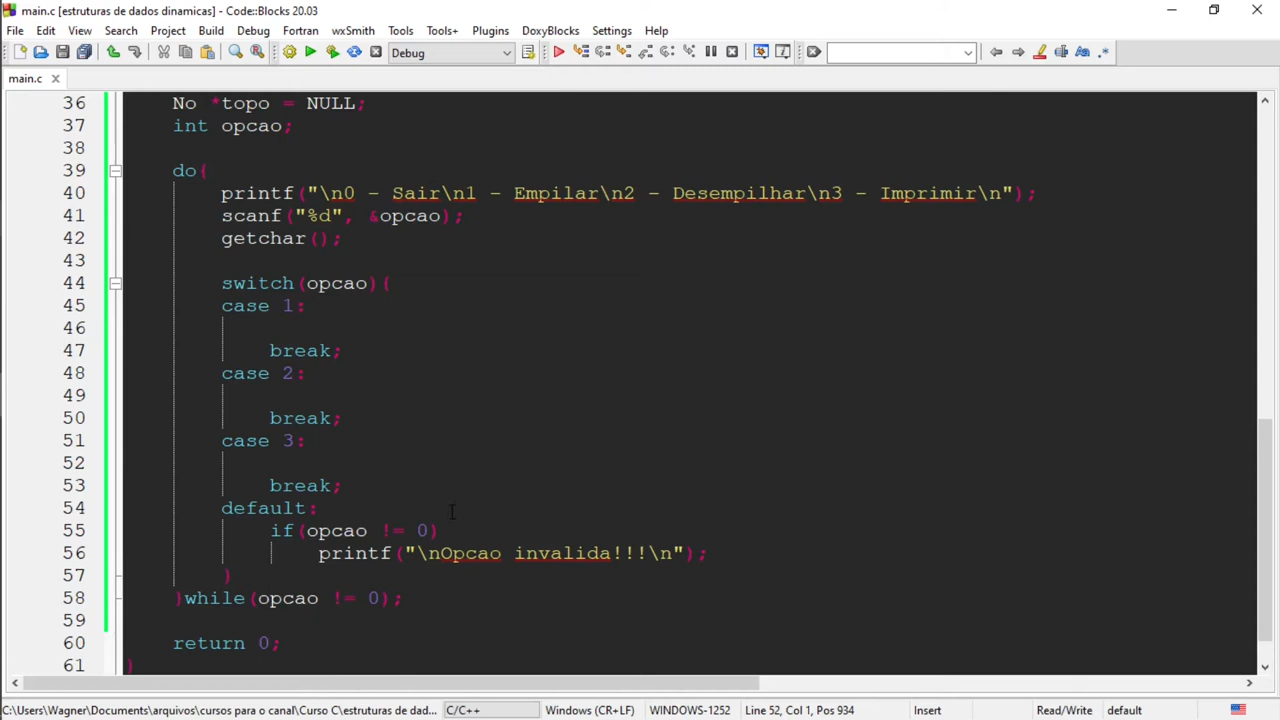 main.c [estruturas de dados dinamicas] - Code::Blocks 20.03
File Edit View Search Project Build Debug Fortran wxSmith Tools Tools+ Plugins DoxyBlocks Settings Help
Debug
main.c
36 No *topo = NULL;
37 int opcao;
38
39 do{
40 printf("\n0 - Sair\n1 - Empilar\n2 - Desempilhar\n3 - Imprimir\n");
41 scanf("%d", &opcao);
42 getchar();
43
44 switch(opcao){
45 case 1:
46
47 break;
48 case 2:
49
50 break;
51 case 3:
52
53 break;
54 default:
55 if(opcao != 0)
56 printf("\nOpcao invalida!!!\n");
57 }
58 }while(opcao != 0);
59
60 return 0;
61 }
C:\Users\Wagner\Documents\arquivos\cursos para o canal\Curso C\estruturas de dad... C/C++ Windows (CR+LF) WINDOWS-1252 Line 52, Col 1, Pos 934 Insert Read/Write default